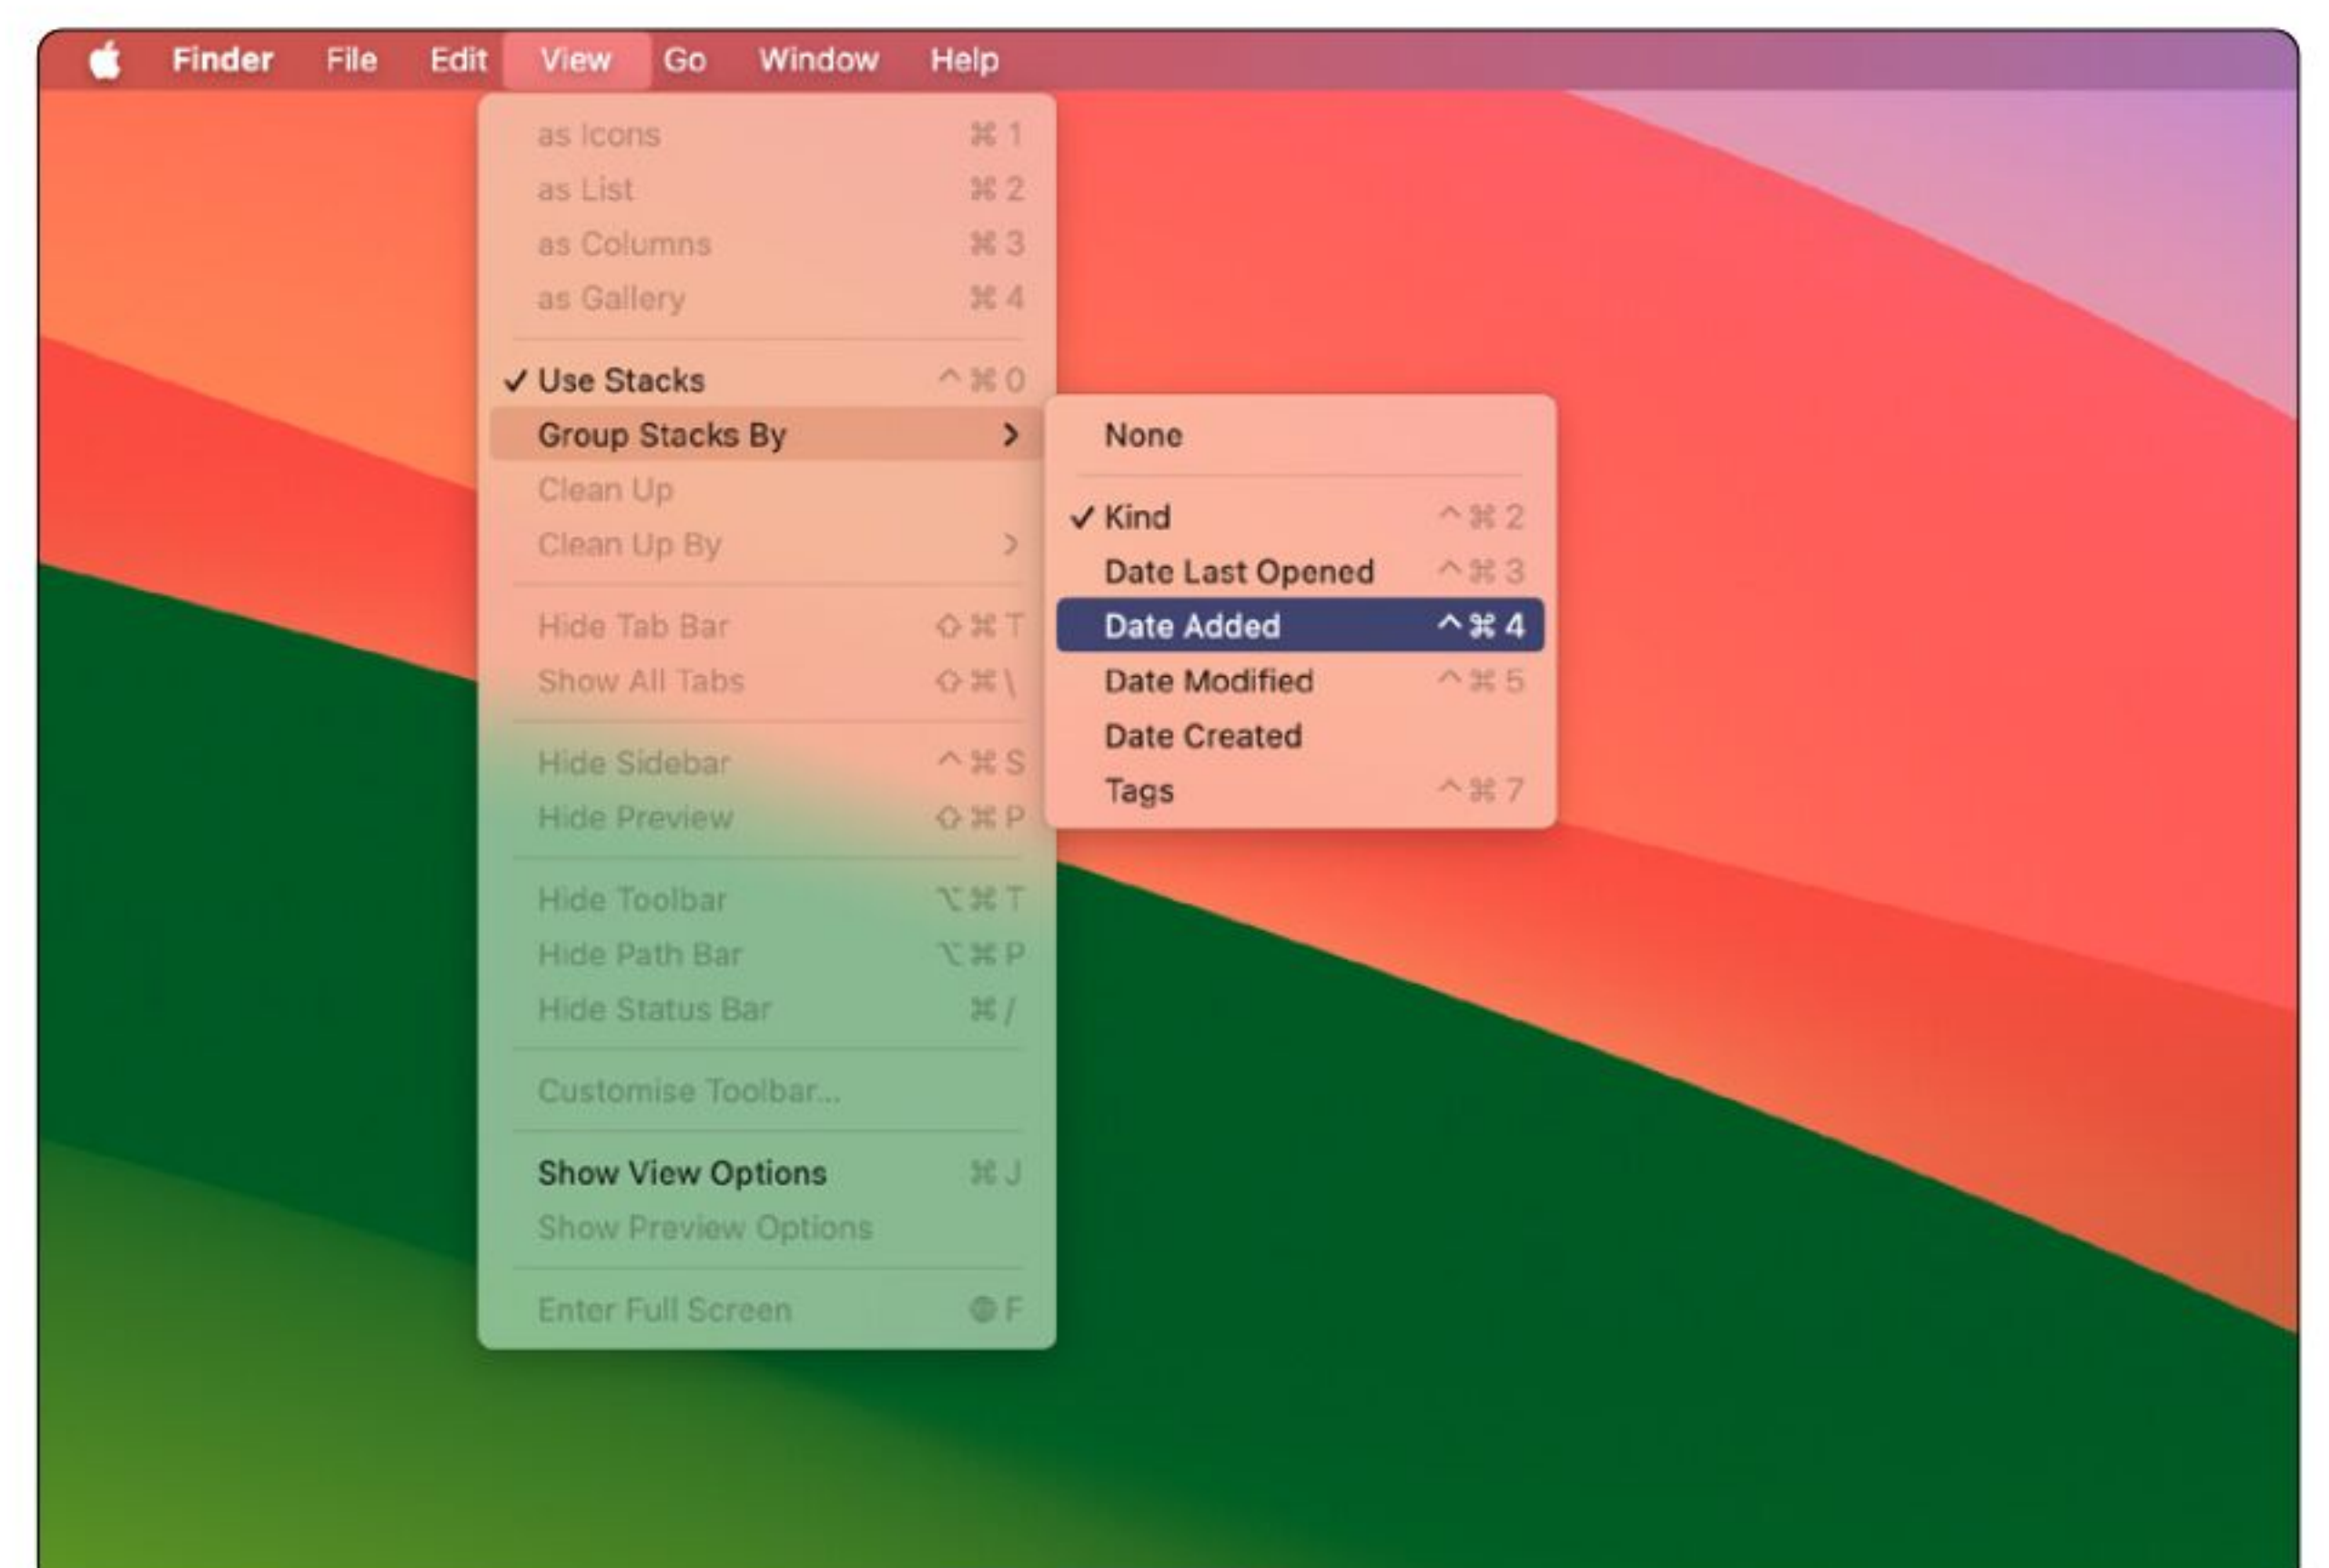 Finder File Edit View Go Window Help
as Icons ⌘ 1
as List ⌘ 2
as Columns ⌘ 3
as Gallery ⌘ 4
✓ Use Stacks ^ ⌘ 0
Group Stacks By >
Clean Up
Clean Up By >
Hide Tab Bar ⇧ ⌘ T
Show All Tabs ⇧ ⌘ \
Hide Sidebar ^ ⌘ S
Hide Preview ⇧ ⌘ P
Hide Toolbar ⌥ ⌘ T
Hide Path Bar ⌥ ⌘ P
Hide Status Bar ⌘ /
Customise Toolbar...
Show View Options ⌘ J
Show Preview Options
Enter Full Screen 🌐 F
None
✓ Kind ^ ⌘ 2
Date Last Opened ^ ⌘ 3
Date Added ^ ⌘ 4
Date Modified ^ ⌘ 5
Date Created
Tags ^ ⌘ 7